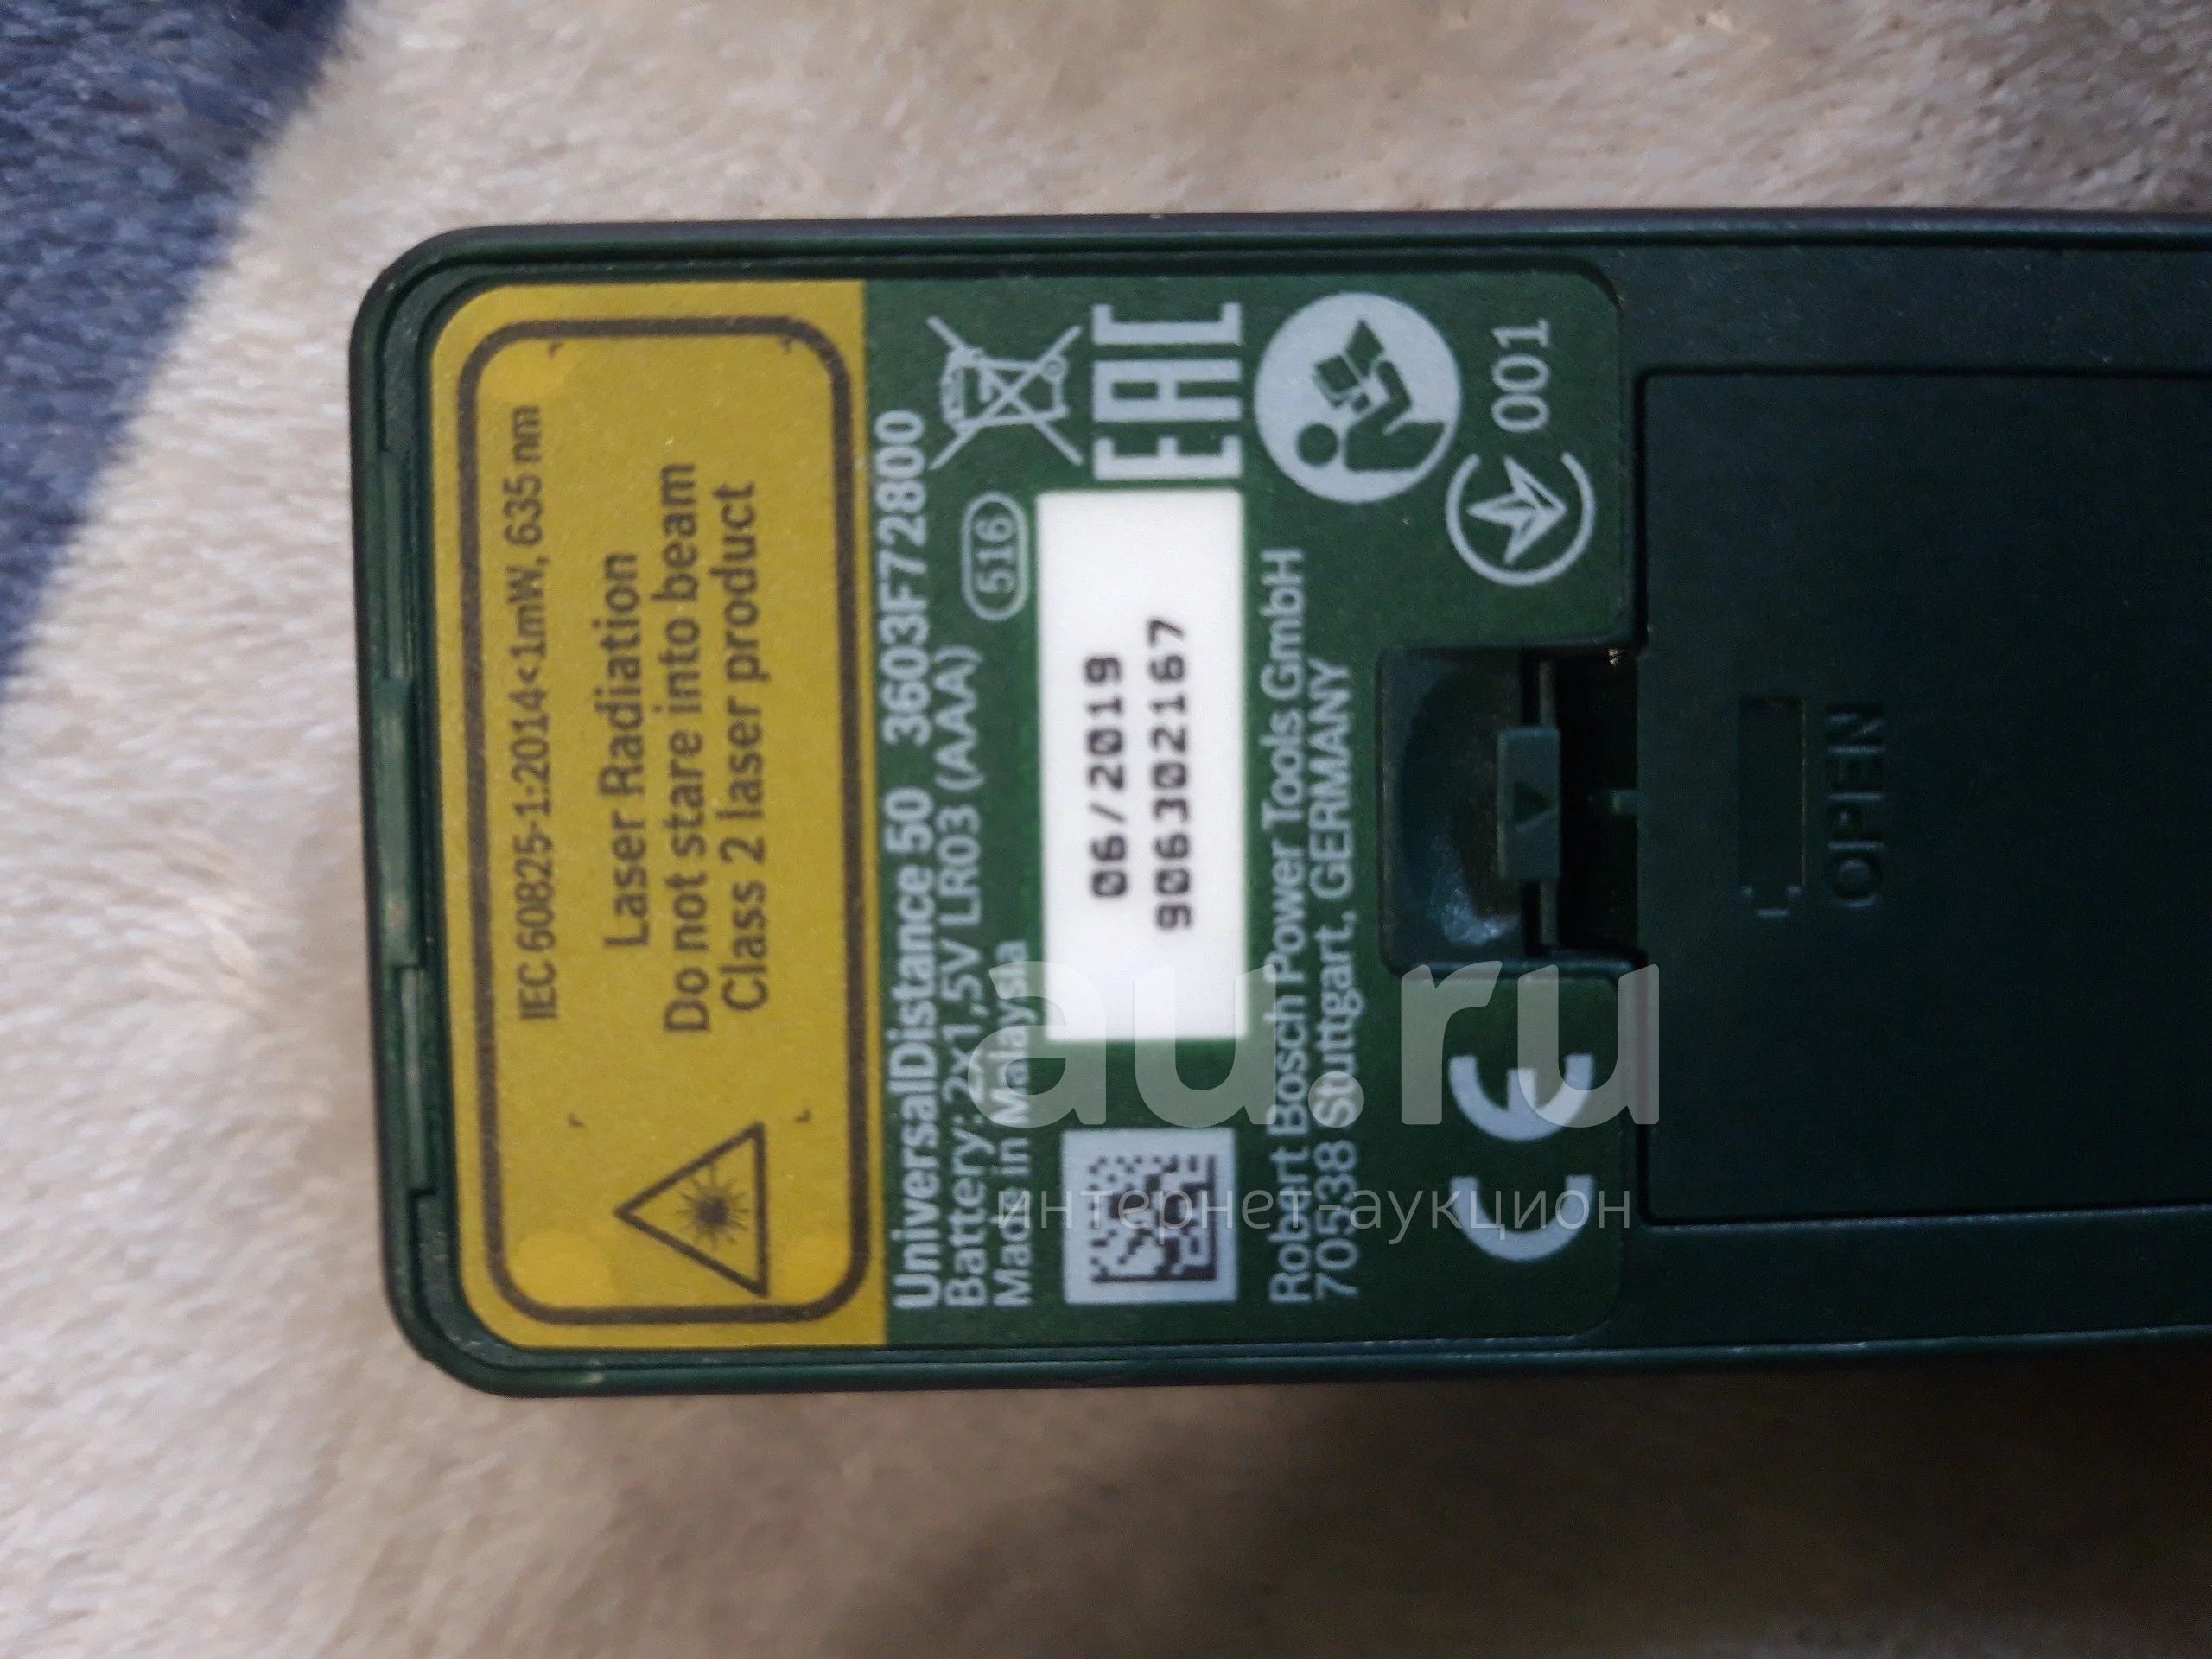 IEC 60825-1:2014<1mW, 635 nm
Laser Radiation
Do not stare into beam
Class 2 laser product
UniversalDistance 50 3603F72800
Battery: 2x1,5V LR03 (AAA)
Made in Malaysia
516
06/2019
906302167
EAC
Robert Bosch Power Tools GmbH
70538 Stuttgart, GERMANY
CE
001
OPEN
au.ru
интернет-аукцион